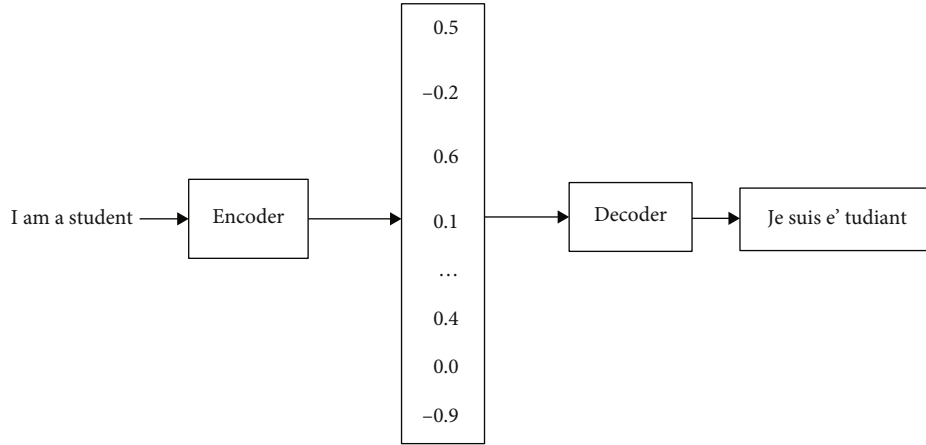 I am a student
Encoder
0.5
–0.2
0.6
0.1
…
0.4
0.0
–0.9
Decoder
Je suis e’ tudiant